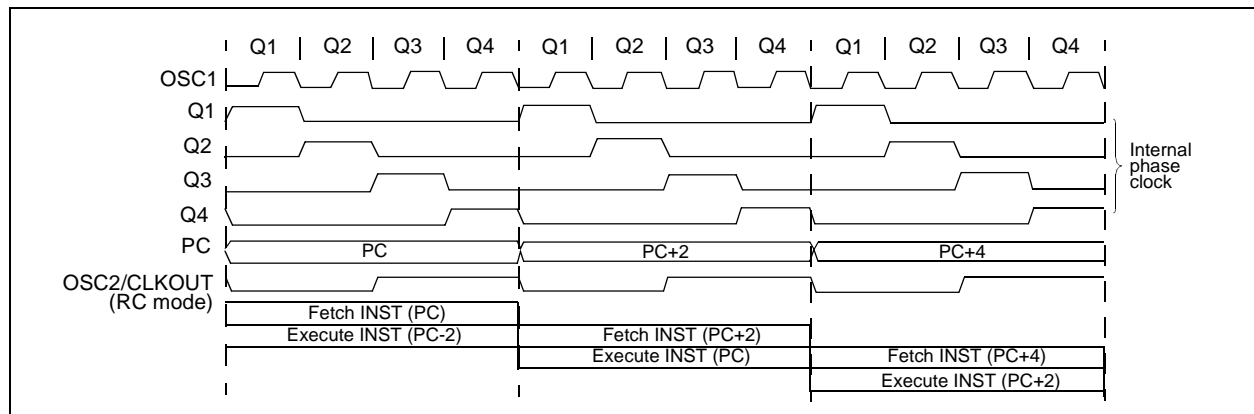 Q1 Q2 Q3 Q4 Q1 Q2 Q3 Q4 Q1 Q2 Q3 Q4
OSC1
Q1
Q2
Q3
Q4
Internal
phase
clock
PC PC PC+2 PC+4
OSC2/CLKOUT
(RC mode)
Fetch INST (PC)
Execute INST (PC-2) Fetch INST (PC+2)
Execute INST (PC) Fetch INST (PC+4)
Execute INST (PC+2)